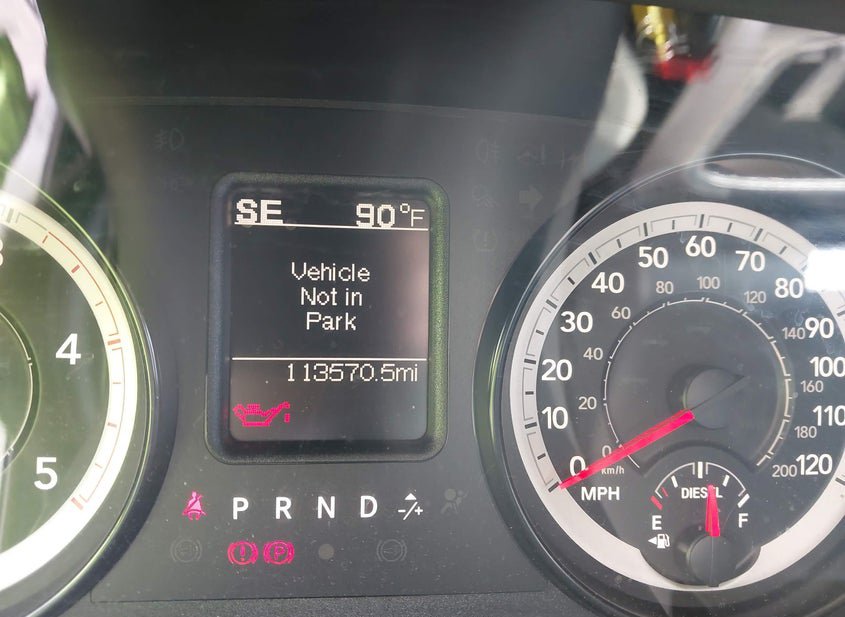 SE 90°F
Vehicle
Not in
Park
113570.5mi
P R N D -/+
4
5
0 10 20 30 40 50 60 70 80 90 100 110 120
0 20 40 60 80 100 120 140 160 180 200
km/h
MPH
DIESEL
E F